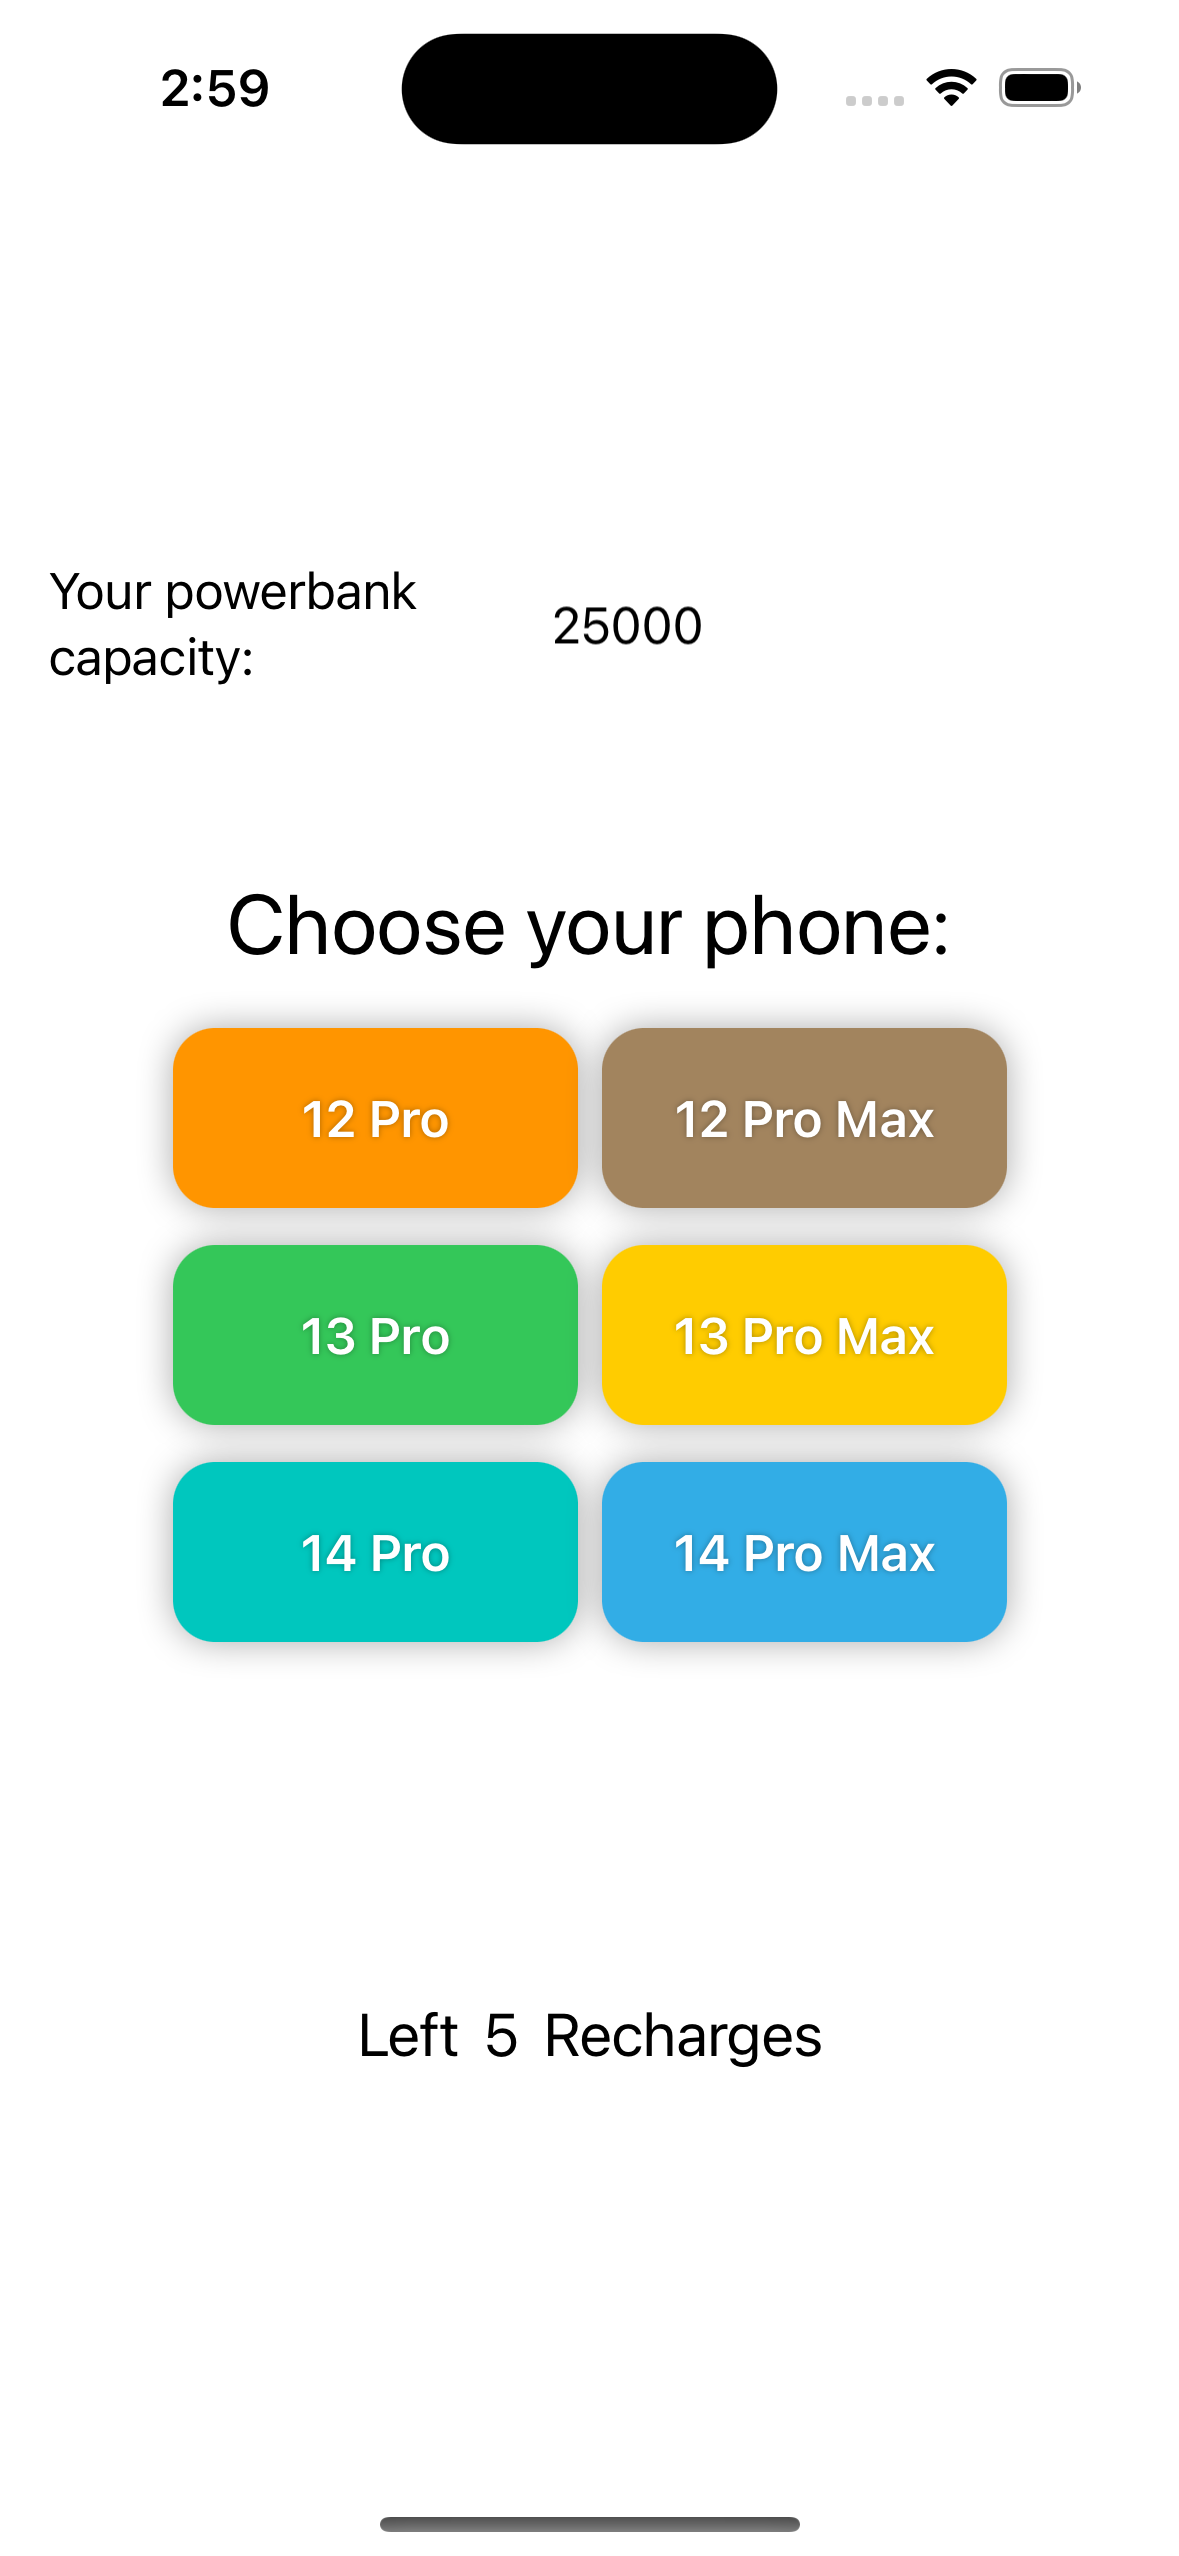 2:59
Your powerbank
capacity:
25000
Choose your phone:
12 Pro
12 Pro Max
13 Pro
13 Pro Max
14 Pro
14 Pro Max
Left 5 Recharges